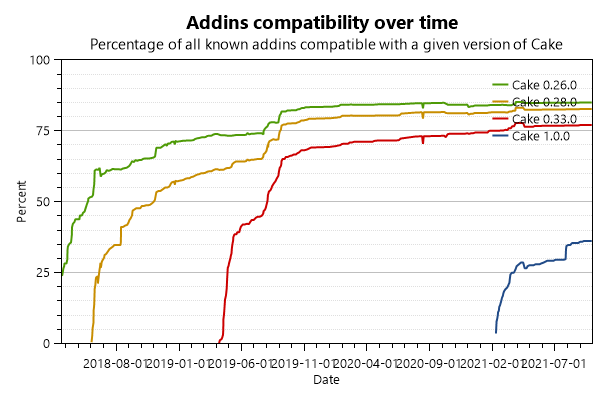 Addins compatibility over time
Percentage of all known addins compatible with a given version of Cake
100
75
50
25
0
Percent
Cake 0.26.0
Cake 0.28.0
Cake 0.33.0
Cake 1.0.0
2018-08-01 2019-01-01 2019-06-01 2019-11-01 2020-04-01 2020-09-01 2021-02-01 2021-07-01
Date